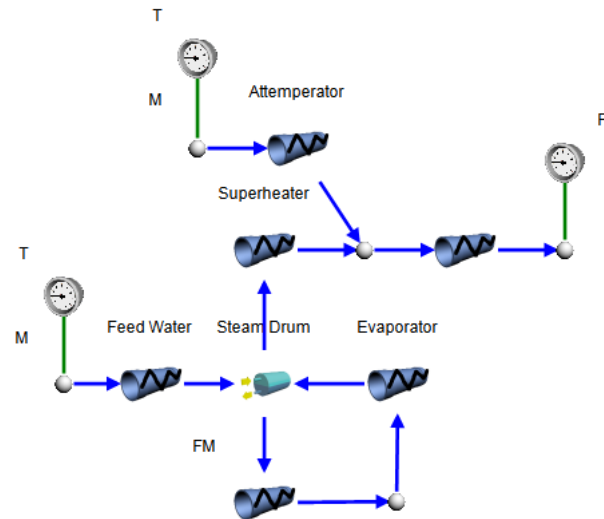 T
M
Attemperator
Superheater
T
M
Feed Water
Steam Drum
Evaporator
FM